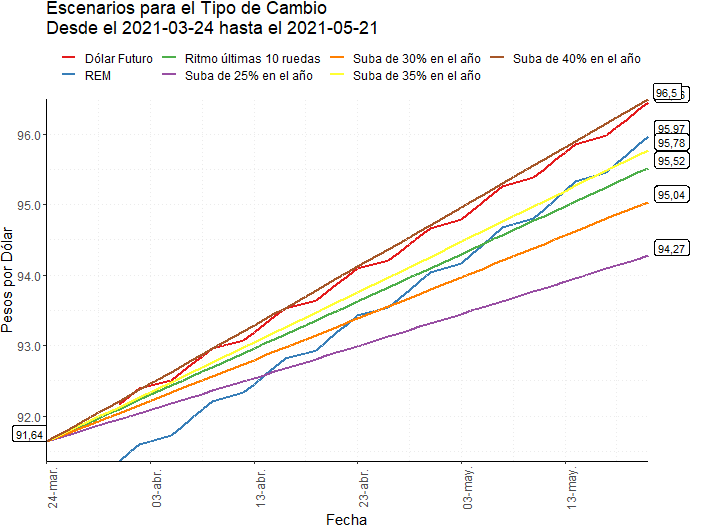 Escenarios para el Tipo de Cambio
Desde el 2021-03-24 hasta el 2021-05-21
Dólar Futuro Ritmo últimas 10 ruedas Suba de 30% en el año Suba de 40% en el año
REM Suba de 25% en el año Suba de 35% en el año
96,5
95,97
95,78
95,52
95,04
94,27
91,64
96.0
95.0
94.0
93.0
92.0
Pesos por Dólar
24-mar.
03-abr.
13-abr.
23-abr.
03-may.
13-may.
Fecha